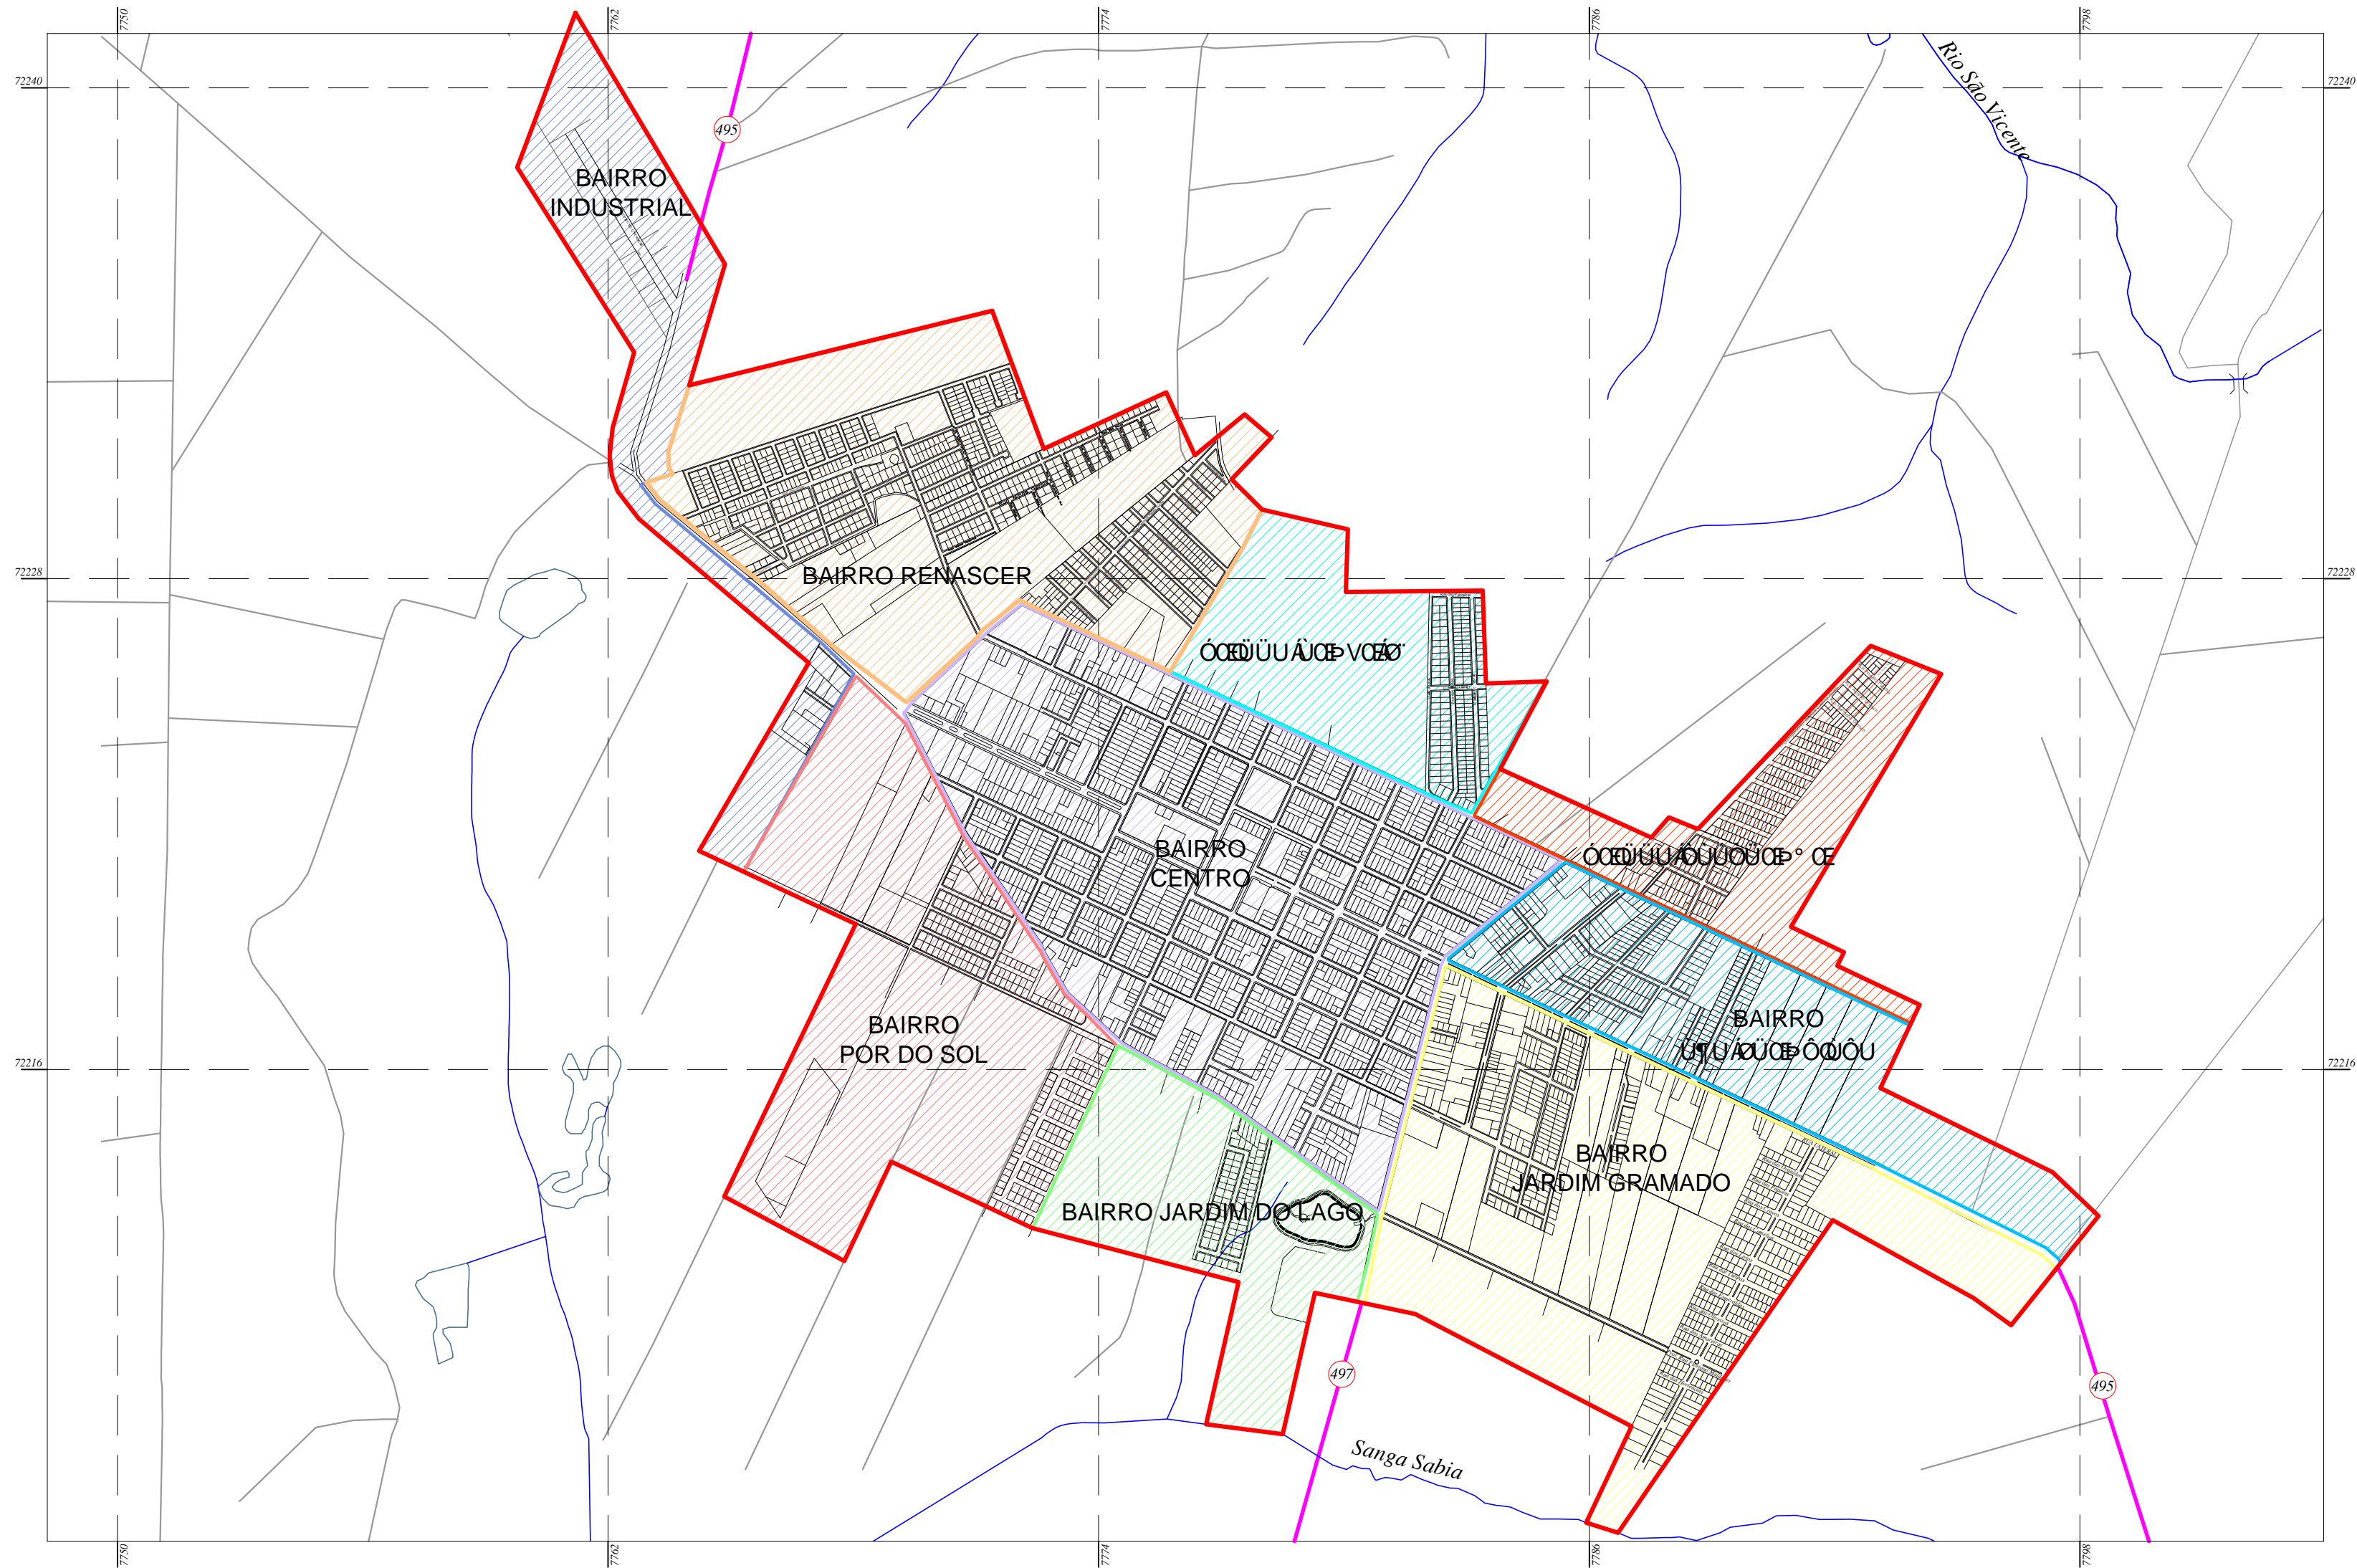 7750
7762
7774
7786
7798
72240
72240
Rio São Vicente
495
BAIRRO
INDUSTRIAL
72228
72228
BAIRRO RENASCER
BAIRRO
CENTRO
BAIRRO
POR DO SOL
BAIRRO
72216
72216
BAIRRO
JARDIM GRAMADO
BAIRRO JARDIM DO LAGO
497
495
Sanga Sabia
7750
7762
7774
7786
7798